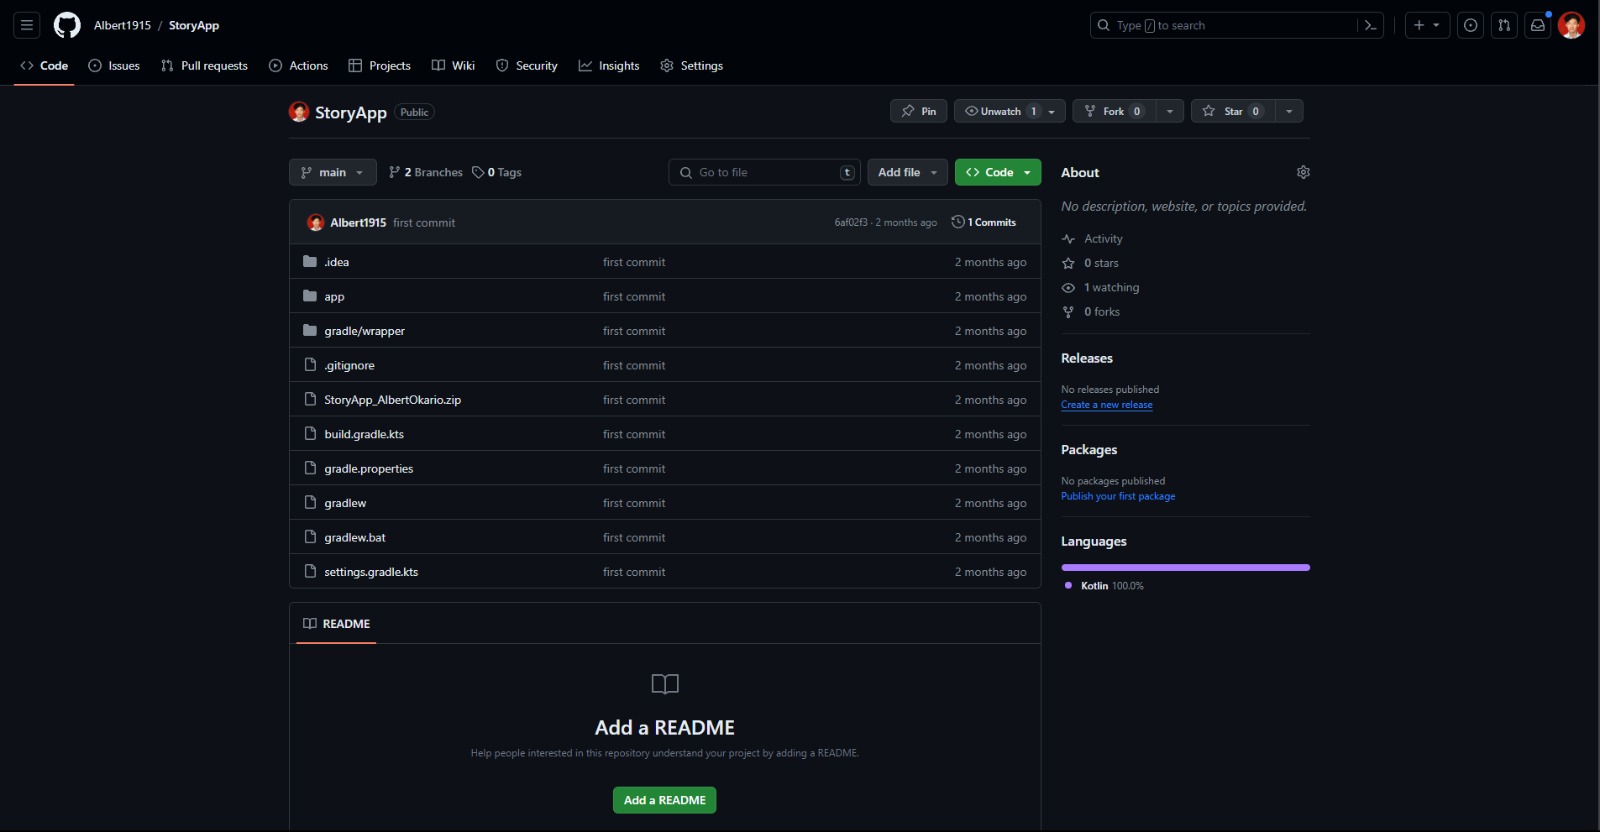 Albert1915 / StoryApp
Type / to search
Code Issues Pull requests Actions Projects Wiki Security Insights Settings
StoryApp Public
Pin Unwatch 1 Fork 0 Star 0
main 2 Branches 0 Tags
Go to file t Add file Code
Albert1915 first commit 6af02f3 · 2 months ago 1 Commits
.idea first commit 2 months ago
app first commit 2 months ago
gradle/wrapper first commit 2 months ago
.gitignore first commit 2 months ago
StoryApp_AlbertOkario.zip first commit 2 months ago
build.gradle.kts first commit 2 months ago
gradle.properties first commit 2 months ago
gradlew first commit 2 months ago
gradlew.bat first commit 2 months ago
settings.gradle.kts first commit 2 months ago
README
Add a README
Help people interested in this repository understand your project by adding a README.
Add a README
About
No description, website, or topics provided.
Activity
0 stars
1 watching
0 forks
Releases
No releases published
Create a new release
Packages
No packages published
Publish your first package
Languages
Kotlin 100.0%